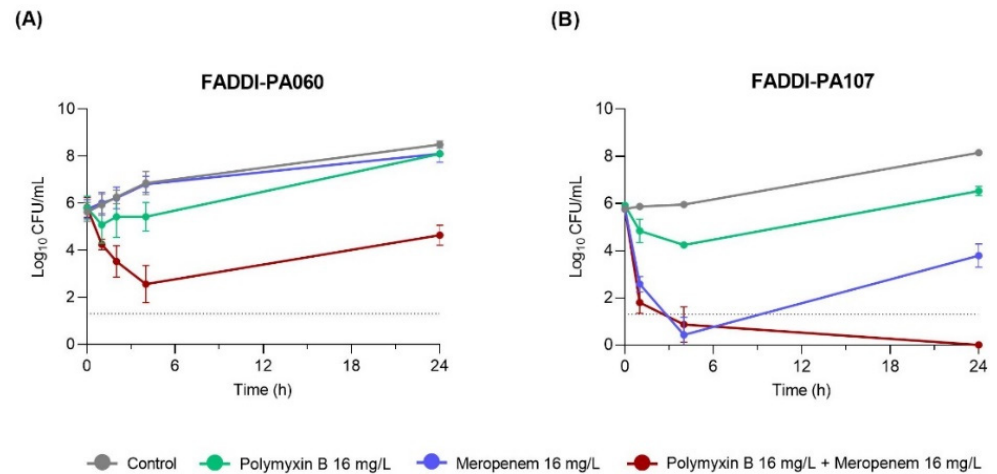 (A)
(B)
FADDI-PA060
FADDI-PA107
10
8
6
4
2
0
Log10 CFU/mL
0
6
12
18
24
Time (h)
10
8
6
4
2
0
Log10 CFU/mL
0
6
12
18
24
Time (h)
Control
Polymyxin B 16 mg/L
Meropenem 16 mg/L
Polymyxin B 16 mg/L + Meropenem 16 mg/L